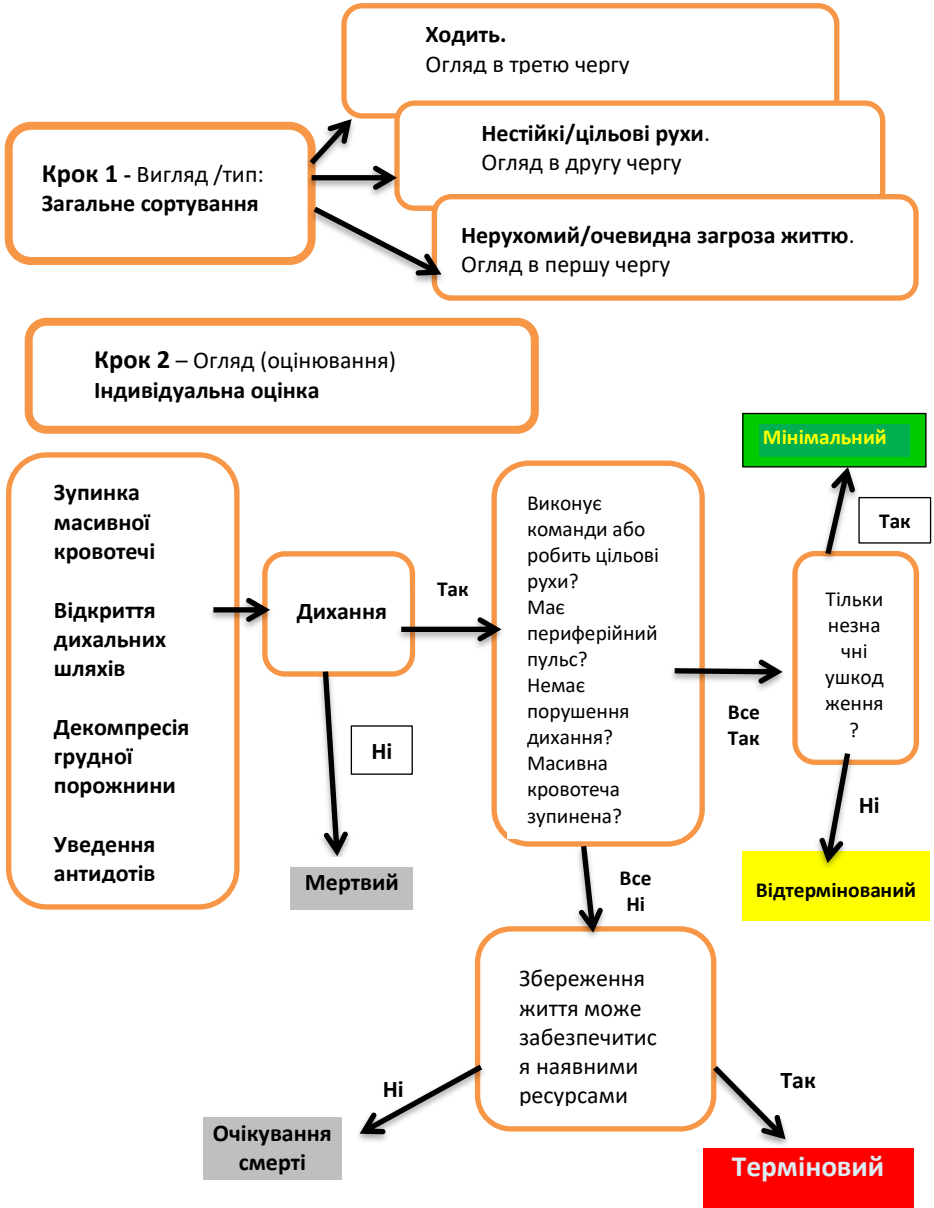 Ходить.
Огляд в третю чергу
Нестійкі/цільові рухи.
Огляд в другу чергу
Крок 1 - Вигляд /тип:
Загальне сортування
Нерухомий/очевидна загроза життю.
Огляд в першу чергу
Крок 2 – Огляд (оцінювання)
Індивідуальна оцінка
Мінімальний
Так
Зупинка
масивної
кровотечі
Відкриття
дихальних
шляхів
Декомпресія
грудної
порожнини
Уведення
антидотів
Дихання
Так
Ні
Мертвий
Виконує
команди або
робить цільові
рухи?
Має
периферійний
пульс?
Немає
порушення
дихання?
Масивна
кровотеча
зупинена?
Все
Так
Тільки
незна
чні
ушкод
ження
?
Ні
Відтермінований
Все
Ні
Збереження
життя може
забезпечитис
я наявними
ресурсами
Ні
Так
Очікування
смерті
Терміновий